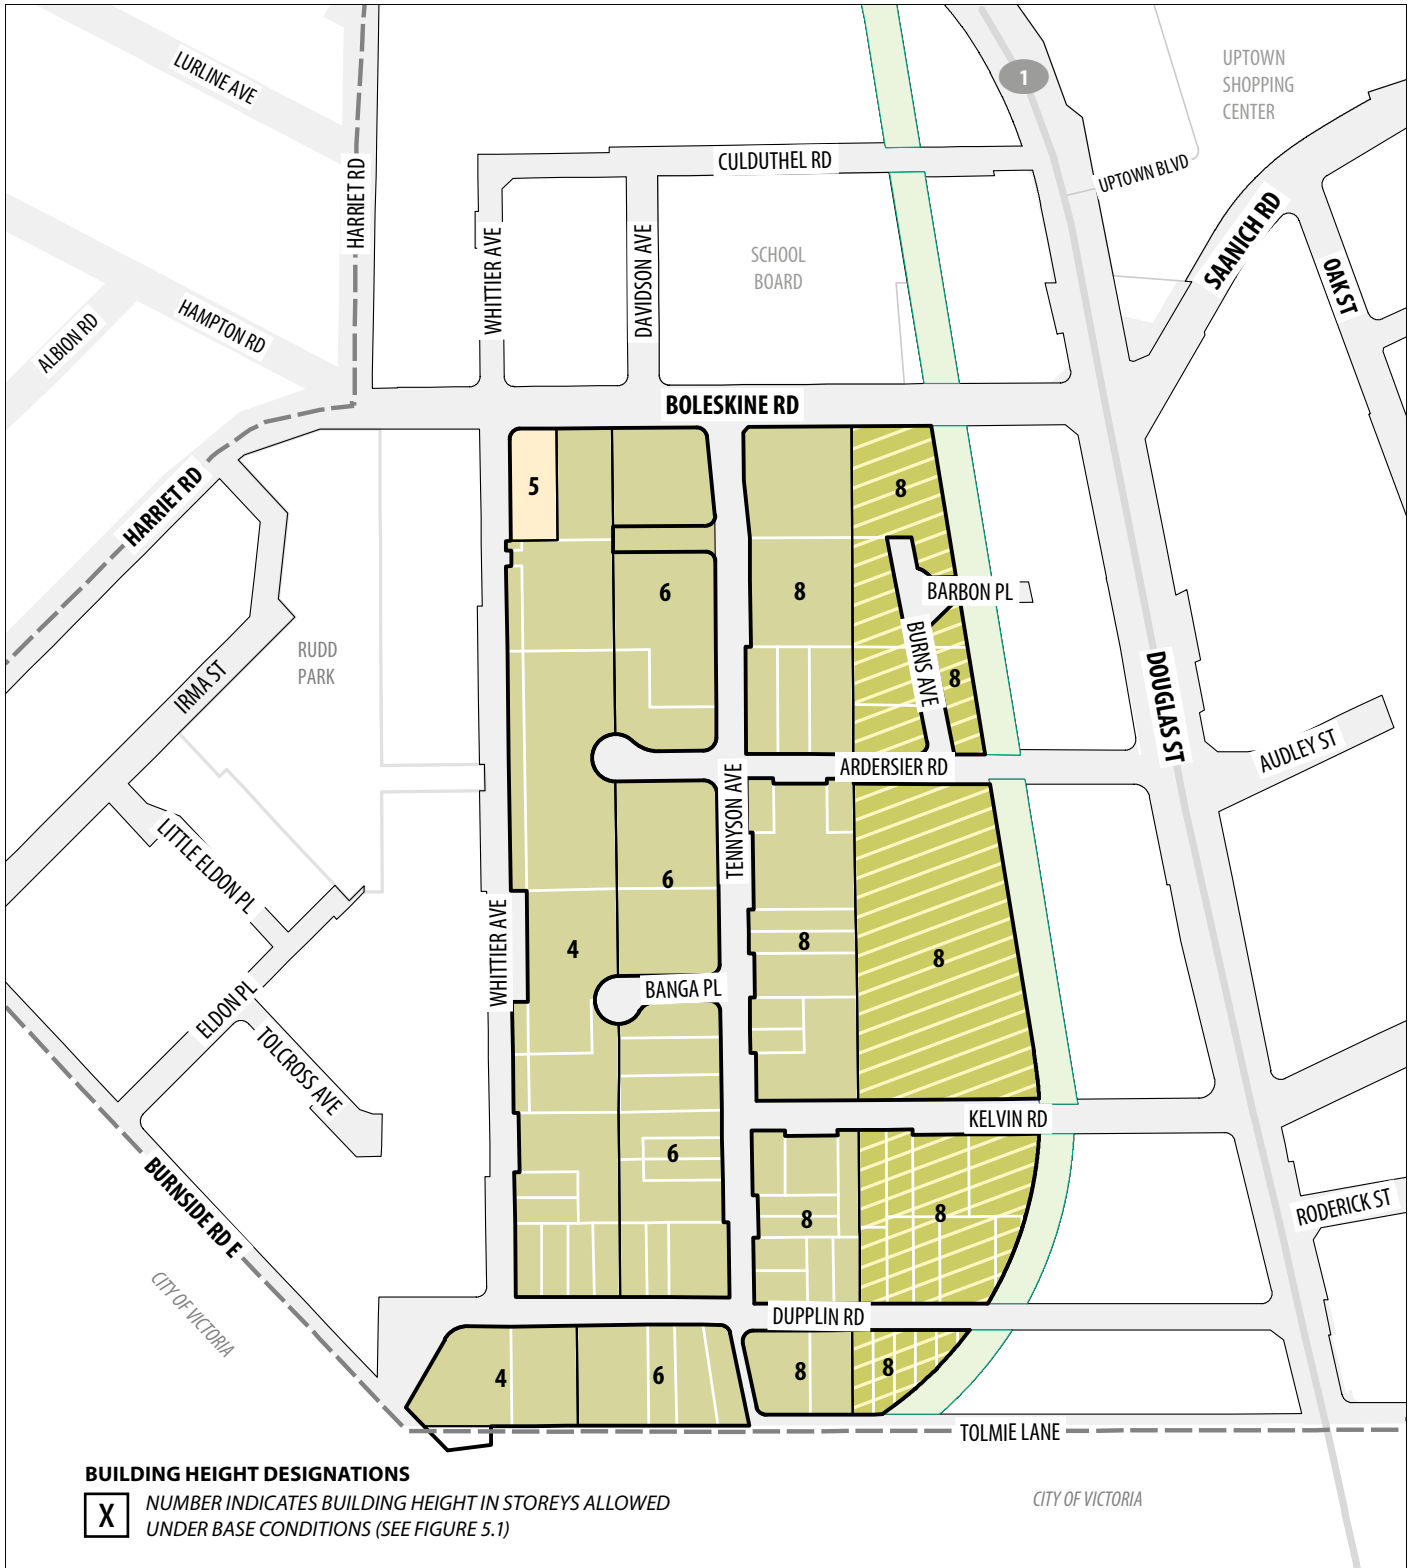 LURLINE AVE
1
UPTOWN
SHOPPING
CENTER
HARRIET RD
CULDUTHEL RD
UPTOWN BLVD
SAANICH RD
WHITTIER AVE
DAVIDSON AVE
SCHOOL
BOARD
OAK ST
ALBION RD
HAMPTON RD
BOLESKINE RD
HARRIET RD
5
8
6
8
BARBON PL
BURNS AVE
8
RUDD
PARK
IRMA ST
DOUGLAS ST
AUDLEY ST
ARDERSIER RD
TENNYSON AVE
LITTLE ELDON PL
6
WHITTIER AVE
4
8
8
BANGA PL
ELDON PL
TOLCROSS AVE
KELVIN RD
6
BURNSIDE RD E
8
8
RODERICK ST
CITY OF VICTORIA
DUPPLIN RD
4
6
8
8
TOLMIE LANE
BUILDING HEIGHT DESIGNATIONS
X
NUMBER INDICATES BUILDING HEIGHT IN STOREYS ALLOWED
UNDER BASE CONDITIONS (SEE FIGURE 5.1)
CITY OF VICTORIA